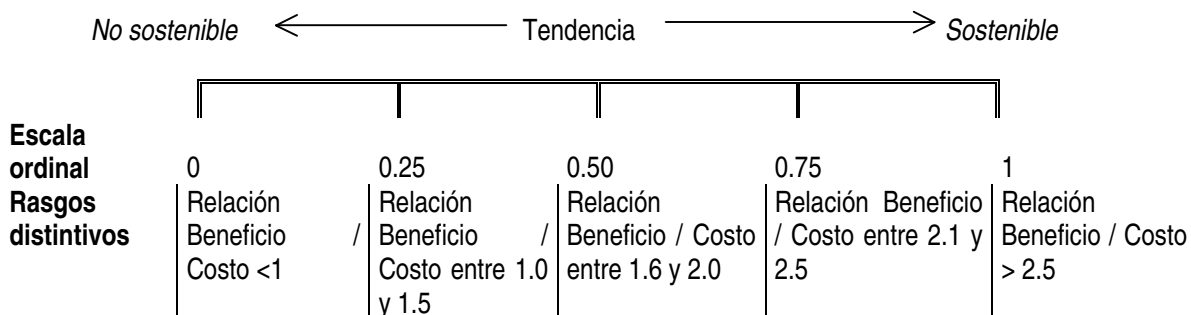 No sostenible Tendencia Sostenible
Escala
ordinal 0 0.25 0.50 0.75 1
Rasgos distintivos
Relación
Beneficio /
Costo <1
Relación
Beneficio /
Costo entre 1.0
y 1.5
Relación
Beneficio / Costo
entre 1.6 y 2.0
Relación Beneficio
/ Costo entre 2.1 y
2.5
Relación
Beneficio / Costo
> 2.5